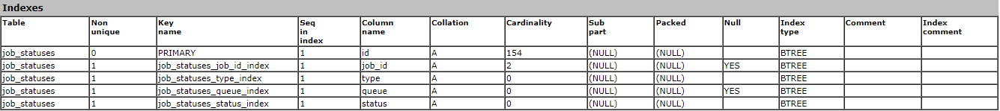 Indexes
Table Non unique Key name Seq in index Column name Collation Cardinality Sub part Packed Null Index type Comment Index comment
job_statuses 0 PRIMARY 1 id A 154 (NULL) (NULL) BTREE
job_statuses 1 job_statuses_job_id_index 1 job_id A 2 (NULL) (NULL) YES BTREE
job_statuses 1 job_statuses_type_index 1 type A 0 (NULL) (NULL) BTREE
job_statuses 1 job_statuses_queue_index 1 queue A 0 (NULL) (NULL) YES BTREE
job_statuses 1 job_statuses_status_index 1 status A 0 (NULL) (NULL) BTREE